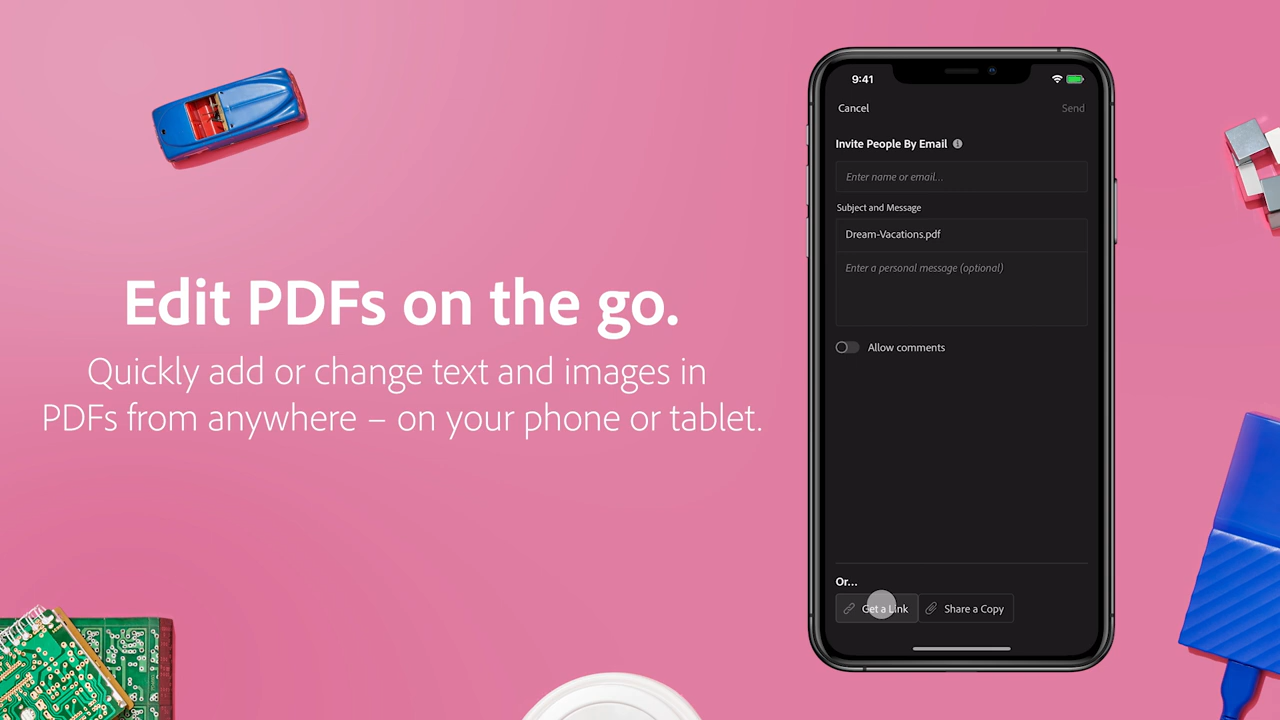 Edit PDFs on the go.
Quickly add or change text and images in
PDFs from anywhere – on your phone or tablet.
9:41
Cancel
Send
Invite People By Email
Enter name or email...
Subject and Message
Dream-Vacations.pdf
Enter a personal message (optional)
Allow comments
Or...
Get a Link
Share a Copy